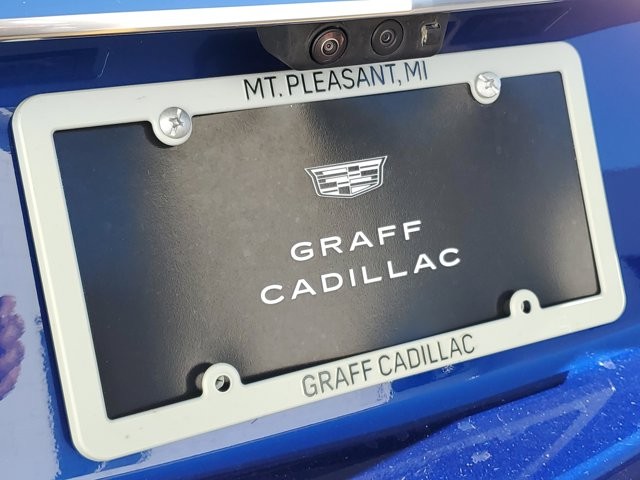 MT. PLEASANT, MI
GRAFF
CADILLAC
GRAFF CADILLAC